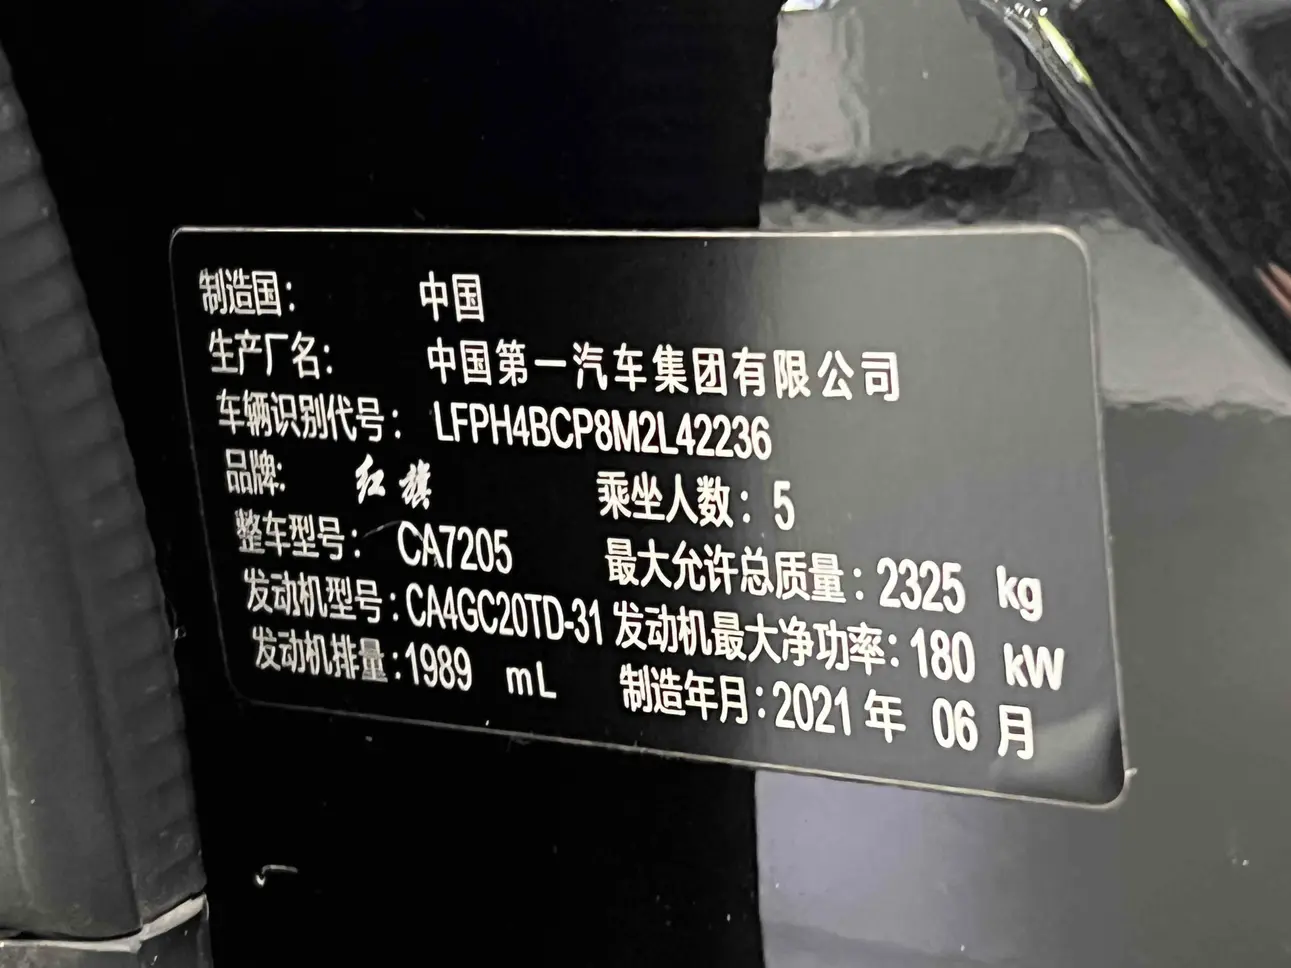 制造国： 中国
生产厂名： 中国第一汽车集团有限公司
车辆识别代号： LFPH4BCP8M2L42236
品牌： 红旗 乘坐人数： 5
整车型号： CA7205 最大允许总质量： 2325 kg
发动机型号： CA4GC20TD-31 发动机最大净功率： 180 kW
发动机排量： 1989 mL 制造年月： 2021 年 06 月